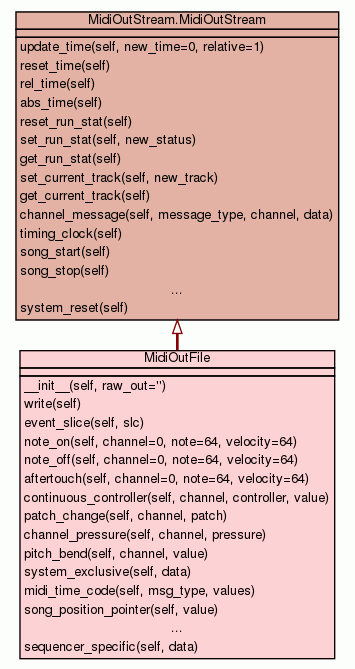 MidiOutStream.MidiOutStream
update_time(self, new_time=0, relative=1)
reset_time(self)
rel_time(self)
abs_time(self)
reset_run_stat(self)
set_run_stat(self, new_status)
get_run_stat(self)
set_current_track(self, new_track)
get_current_track(self)
channel_message(self, message_type, channel, data)
timing_clock(self)
song_start(self)
song_stop(self)
...
system_reset(self)
MidiOutFile
__init__(self, raw_out='')
write(self)
event_slice(self, slc)
note_on(self, channel=0, note=64, velocity=64)
note_off(self, channel=0, note=64, velocity=64)
aftertouch(self, channel=0, note=64, velocity=64)
continuous_controller(self, channel, controller, value)
patch_change(self, channel, patch)
channel_pressure(self, channel, pressure)
pitch_bend(self, channel, value)
system_exclusive(self, data)
midi_time_code(self, msg_type, values)
song_position_pointer(self, value)
...
sequencer_specific(self, data)